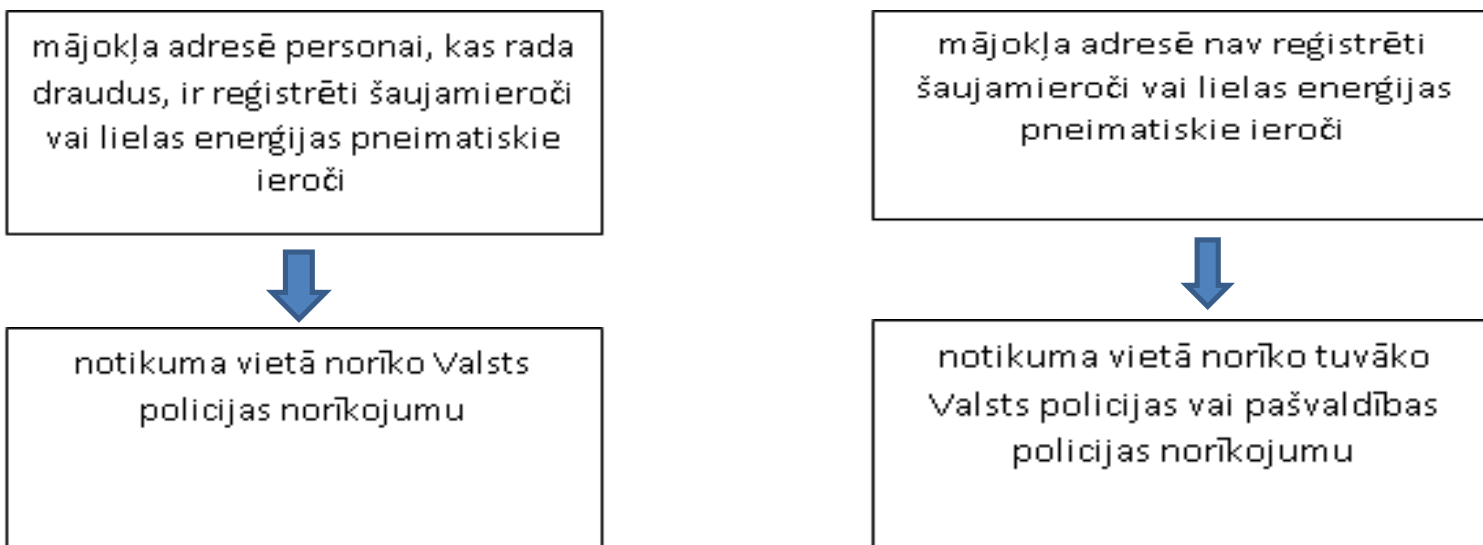 mājokļa adresē personai, kas rada
draudus, ir reģistrēti šaujamieroči
vai lielas enerģijas pneimatiskie
ieroči
notikuma vietā norīko Valsts
policijas norīkojumu
mājokļa adresē nav reģistrēti
šaujamieroči vai lielas enerģijas
pneimatiskie ieroči
notikuma vietā norīko tuvāko
Valsts policijas vai pašvaldības
policijas norīkojumu